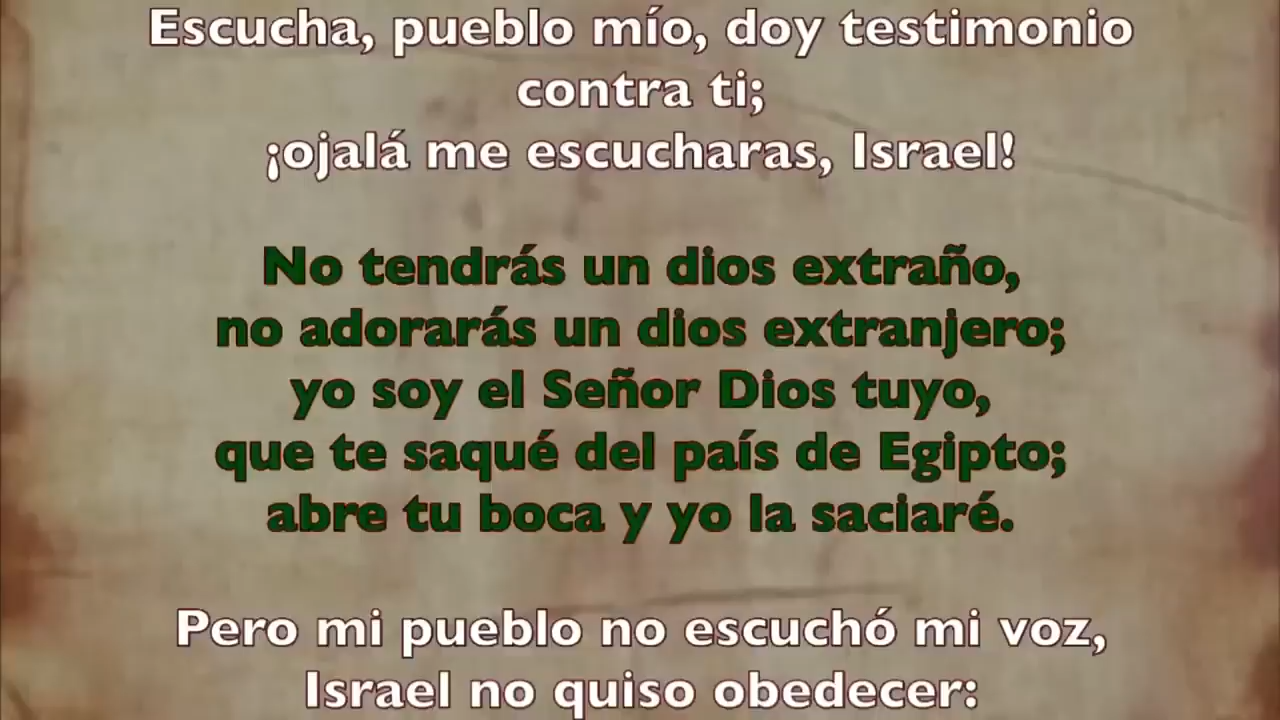 Escucha, pueblo mío, doy testimonio
contra ti;
¡ojalá me escucharas, Israel!
No tendrás un dios extraño,
no adorarás un dios extranjero;
yo soy el Señor Dios tuyo,
que te saqué del país de Egipto;
abre tu boca y yo la saciaré.
Pero mi pueblo no escuchó mi voz,
Israel no quiso obedecer: